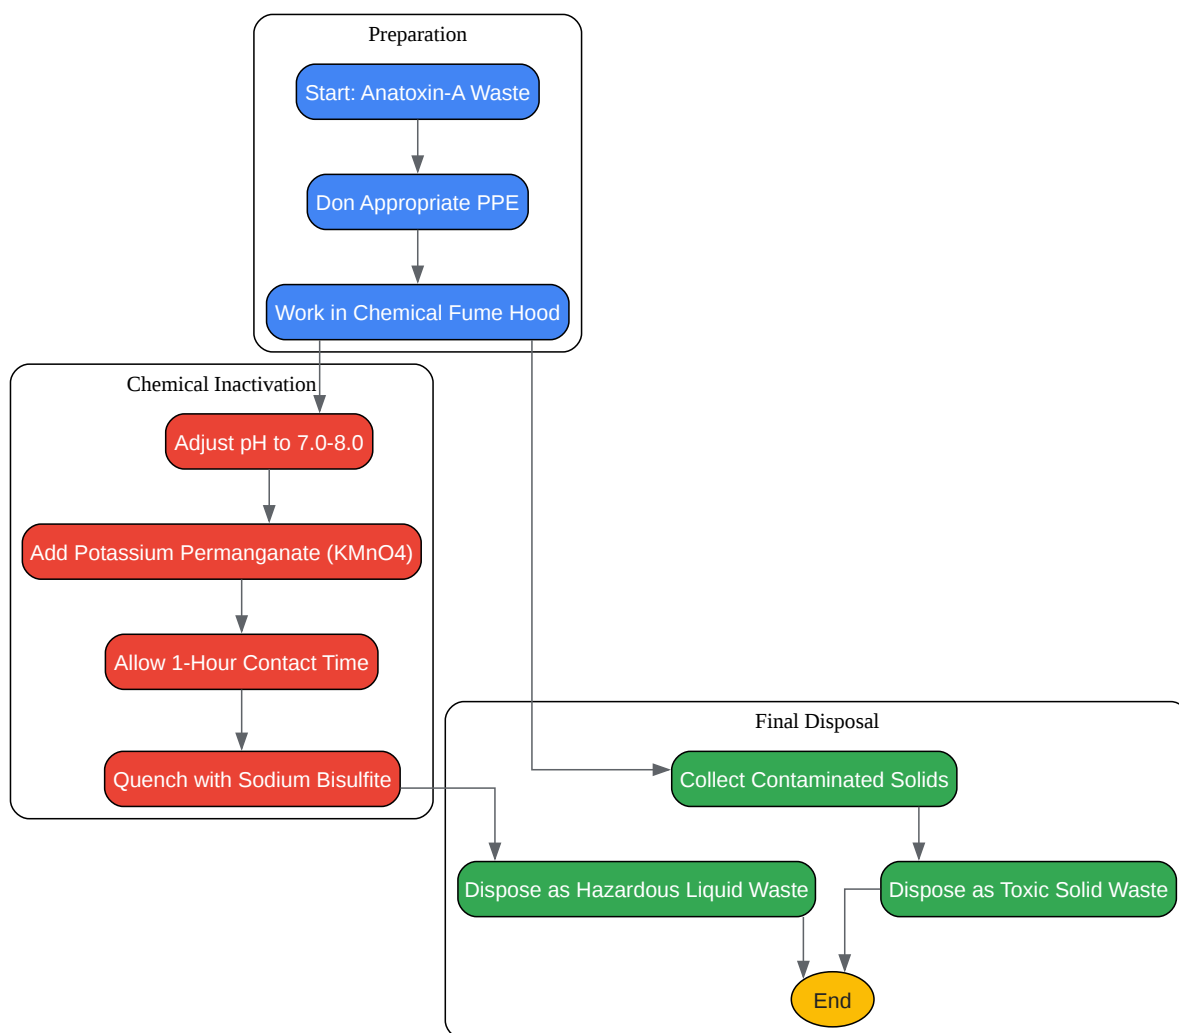 Preparation
Start: Anatoxin-A Waste
Don Appropriate PPE
Work in Chemical Fume Hood
Chemical Inactivation
Adjust pH to 7.0-8.0
Add Potassium Permanganate (KMnO4)
Allow 1-Hour Contact Time
Quench with Sodium Bisulfite
Final Disposal
Collect Contaminated Solids
Dispose as Hazardous Liquid Waste
Dispose as Toxic Solid Waste
End